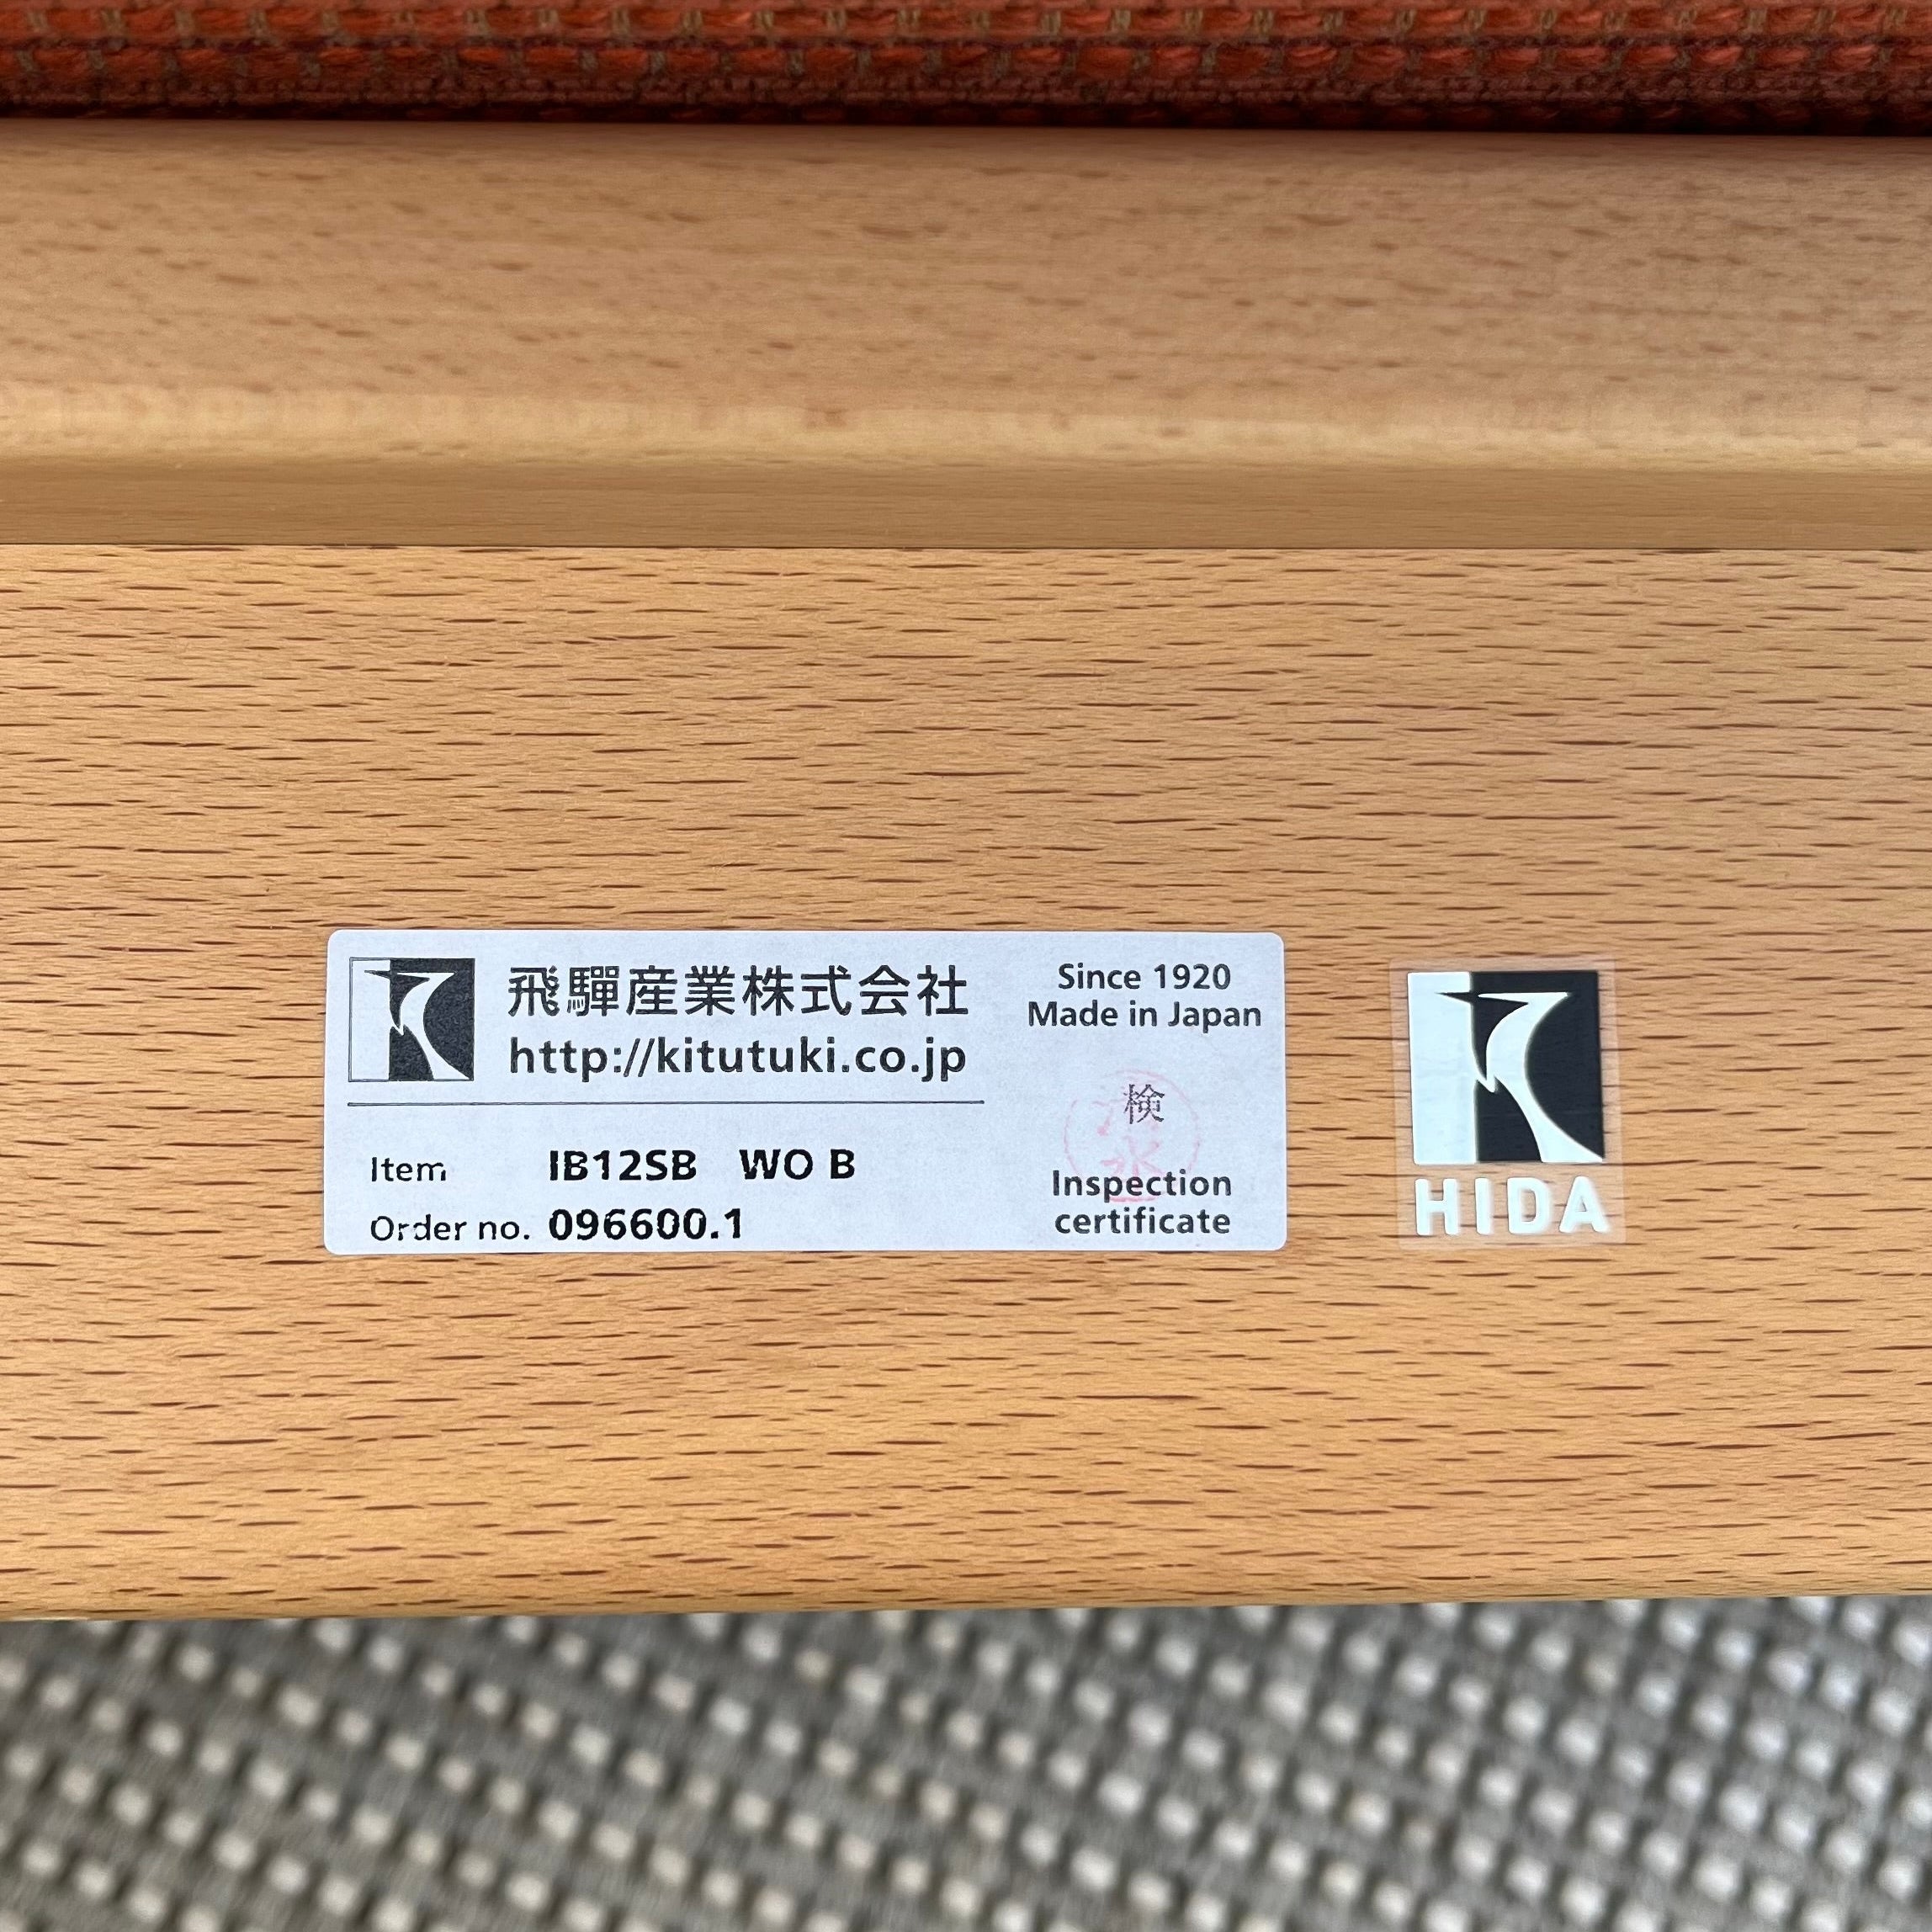 飛驒産業株式会社
http://kitutuki.co.jp
Item IB12SB WO B
Order no. 096600.1
Since 1920
Made in Japan
検
Inspection
certificate
HIDA